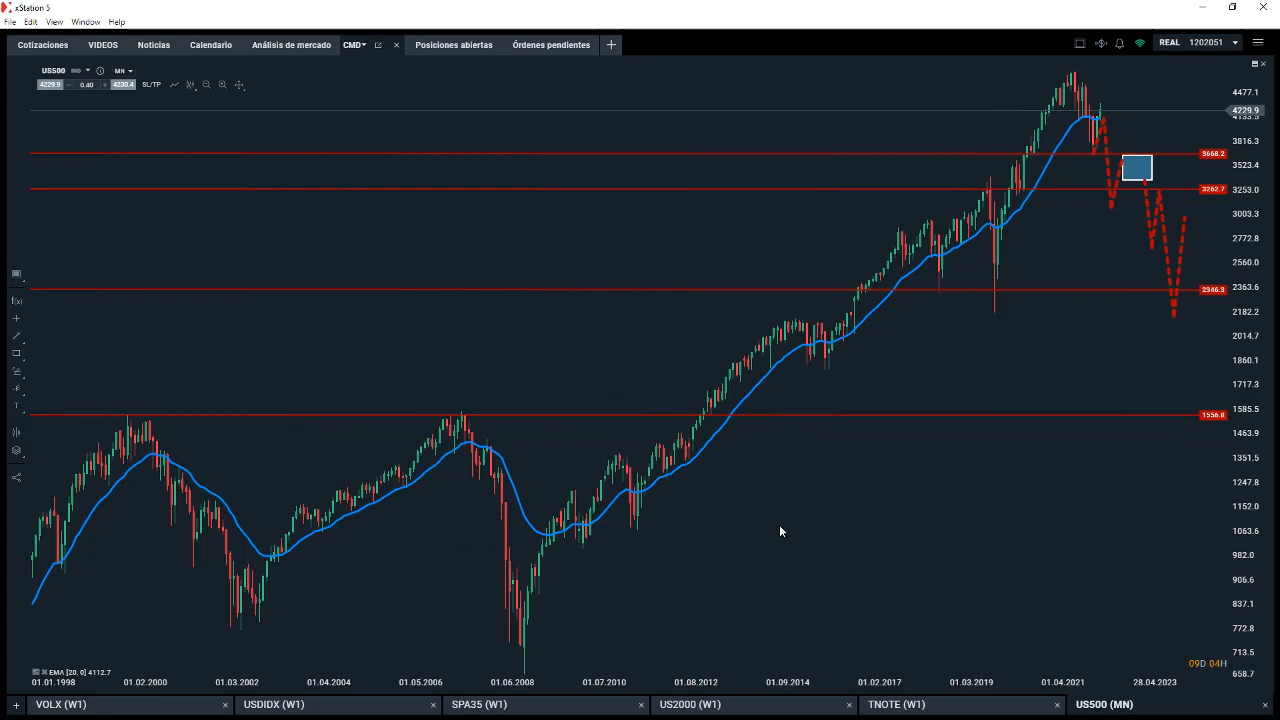 xStation 5
File Edit View Window Help
Cotizaciones VIDEOS Noticias Calendario Análisis de mercado CMD Posiciones abiertas Órdenes pendientes REAL 1202051
US500 IND MN
4229.9 0.40 4230.4 SL/TP
4477.1
4229.9
4133.5
3816.3
3668.2
3523.4
3262.7
3253.0
3003.3
2772.8
2560.0
2363.6
2346.3
2182.2
2014.7
1860.1
1717.3
1585.5
1556.8
1463.9
1351.5
1247.8
1152.0
1063.6
982.0
906.6
837.1
772.8
713.5
658.7
f(x)
T
09D 04H
EMA [20, 0] 4112.7
01.01.1998 01.02.2000 01.03.2002 01.04.2004 01.05.2006 01.06.2008 01.07.2010 01.08.2012 01.09.2014 01.02.2017 01.03.2019 01.04.2021 28.04.2023
VOLX (W1) USDIDX (W1) SPA35 (W1) US2000 (W1) TNOTE (W1) US500 (MN)